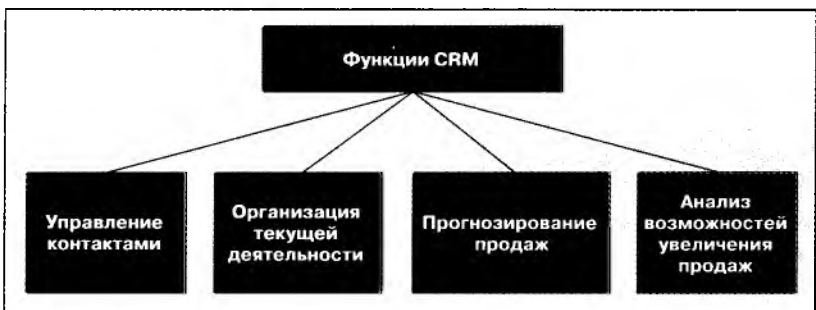 Функции CRM
Управление
контактами
Организация
текущей
деятельности
Прогнозирование
продаж
Анализ
возможностей
увеличения
продаж